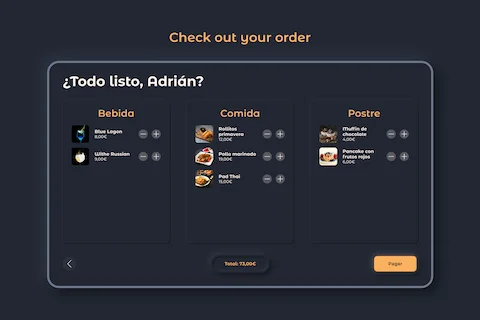 Check out your order
¿Todo listo, Adrián?
Bebida
Blue Lagon
8,00€
Withe Russian
9,00€
Comida
Rollitos
primavera
12,00€
Pollo marinado
19,00€
Pad Thai
15,00€
Postre
Muffin de
chocolate
4,00€
Pancake con
frutos rojos
6,00€
Total: 73,00€
Pagar